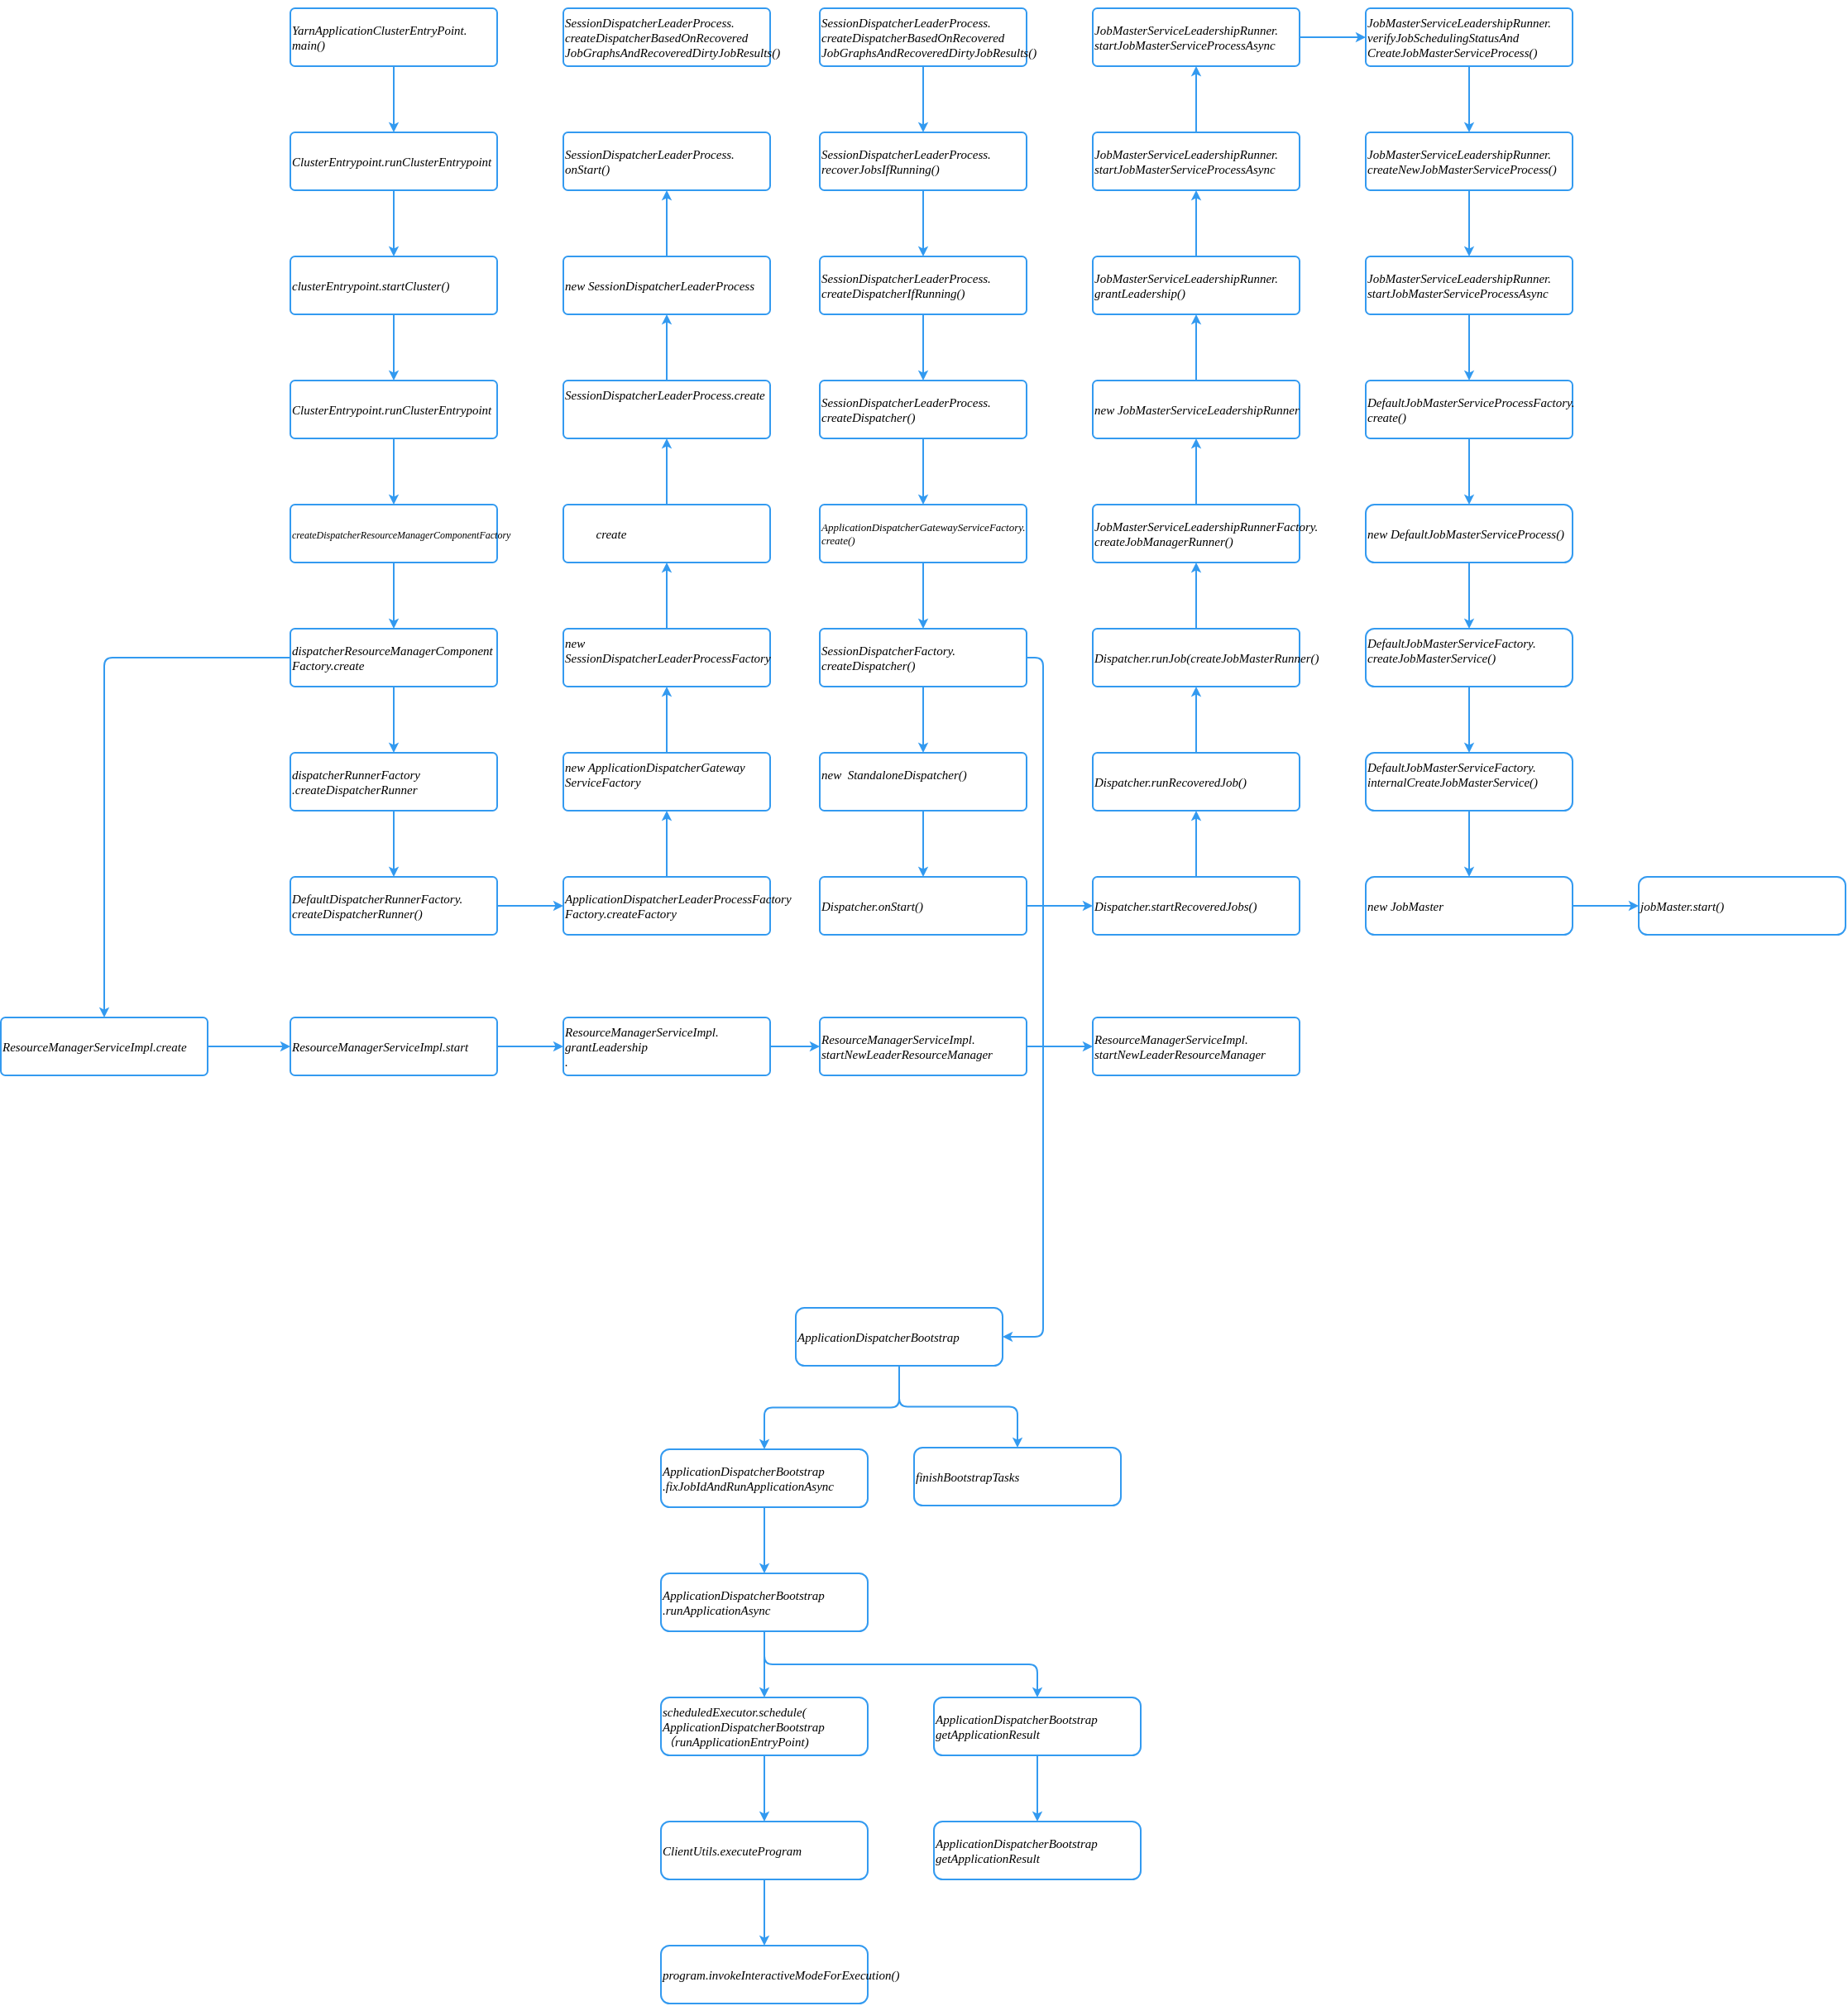 YarnApplicationClusterEntryPoint.
main()
SessionDispatcherLeaderProcess.
createDispatcherBasedOnRecovered
JobGraphsAndRecoveredDirtyJobResults()
SessionDispatcherLeaderProcess.
createDispatcherBasedOnRecovered
JobGraphsAndRecoveredDirtyJobResults()
JobMasterServiceLeadershipRunner.
startJobMasterServiceProcessAsync
JobMasterServiceLeadershipRunner.
verifyJobSchedulingStatusAnd
CreateJobMasterServiceProcess()
ClusterEntrypoint.runClusterEntrypoint
SessionDispatcherLeaderProcess.
onStart()
SessionDispatcherLeaderProcess.
recoverJobsIfRunning()
JobMasterServiceLeadershipRunner.
startJobMasterServiceProcessAsync
JobMasterServiceLeadershipRunner.
createNewJobMasterServiceProcess()
clusterEntrypoint.startCluster()
new SessionDispatcherLeaderProcess
SessionDispatcherLeaderProcess.
createDispatcherIfRunning()
JobMasterServiceLeadershipRunner.
grantLeadership()
JobMasterServiceLeadershipRunner.
startJobMasterServiceProcessAsync
ClusterEntrypoint.runClusterEntrypoint
SessionDispatcherLeaderProcess.create
SessionDispatcherLeaderProcess.
createDispatcher()
new JobMasterServiceLeadershipRunner
DefaultJobMasterServiceProcessFactory.
create()
createDispatcherResourceManagerComponentFactory
create
ApplicationDispatcherGatewayServiceFactory.
create()
JobMasterServiceLeadershipRunnerFactory.
createJobManagerRunner()
new DefaultJobMasterServiceProcess()
dispatcherResourceManagerComponent
Factory.create
new
SessionDispatcherLeaderProcessFactory
SessionDispatcherFactory.
createDispatcher()
Dispatcher.runJob(createJobMasterRunner()
DefaultJobMasterServiceFactory.
createJobMasterService()
dispatcherRunnerFactory
.createDispatcherRunner
new ApplicationDispatcherGateway
ServiceFactory
new  StandaloneDispatcher()
Dispatcher.runRecoveredJob()
DefaultJobMasterServiceFactory.
internalCreateJobMasterService()
DefaultDispatcherRunnerFactory.
createDispatcherRunner()
ApplicationDispatcherLeaderProcessFactory
Factory.createFactory
Dispatcher.onStart()
Dispatcher.startRecoveredJobs()
new JobMaster
jobMaster.start()
ResourceManagerServiceImpl.create
ResourceManagerServiceImpl.start
ResourceManagerServiceImpl.
grantLeadership
.
ResourceManagerServiceImpl.
startNewLeaderResourceManager
ResourceManagerServiceImpl.
startNewLeaderResourceManager
ApplicationDispatcherBootstrap
ApplicationDispatcherBootstrap
.fixJobIdAndRunApplicationAsync
finishBootstrapTasks
ApplicationDispatcherBootstrap
.runApplicationAsync
scheduledExecutor.schedule(
ApplicationDispatcherBootstrap
（runApplicationEntryPoint)
ApplicationDispatcherBootstrap
getApplicationResult
ClientUtils.executeProgram
ApplicationDispatcherBootstrap
getApplicationResult
program.invokeInteractiveModeForExecution()